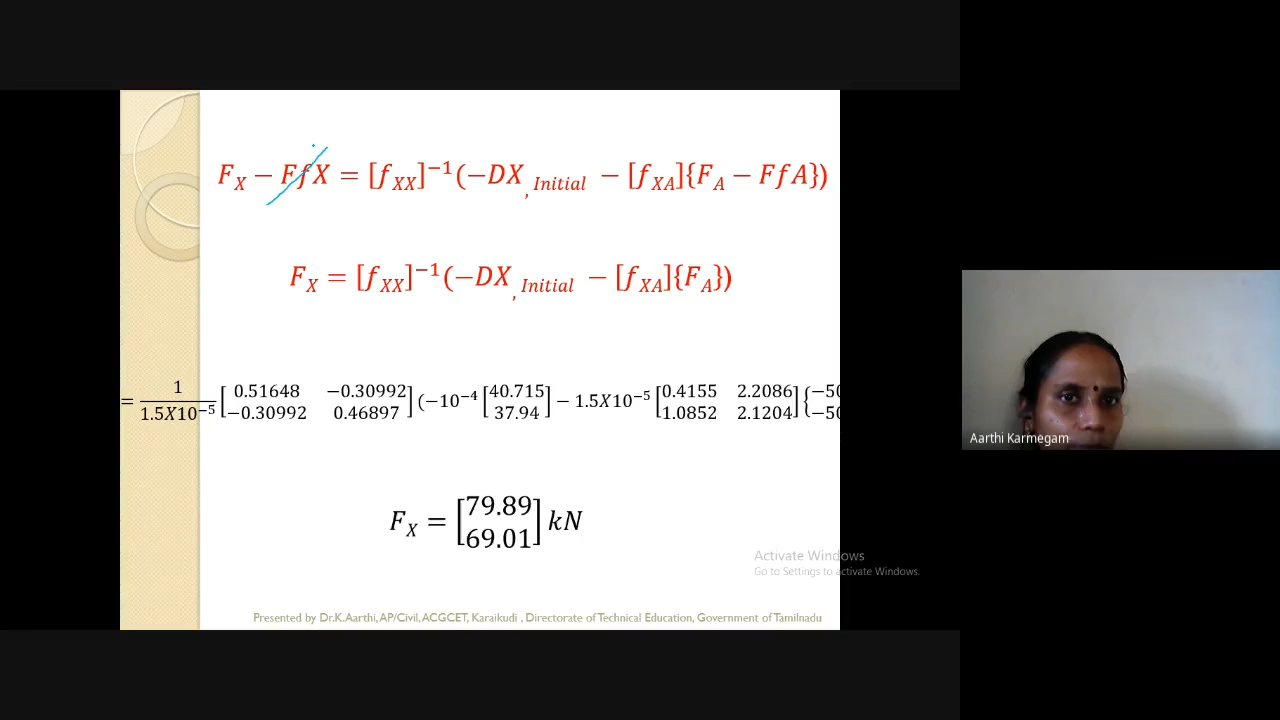 F_X − FfX = [f_XX]^−1(−DX_, Initial − [f_XA]{F_A − FfA})
F_X = [f_XX]^−1(−DX_, Initial − [f_XA]{F_A})
= 1/1.5X10^−5 [0.51648 −0.30992; −0.30992 0.46897] (−10^−4 [40.715; 37.94] − 1.5X10^−5 [0.4155 2.2086; 1.0852 2.1204] {−50; −50
F_X = [79.89; 69.01] kN
Activate Windows
Go to Settings to activate Windows.
Presented by Dr.K.Aarthi, AP/Civil, ACGCET, Karaikudi , Directorate of Technical Education, Government of Tamilnadu
Aarthi Karmegam